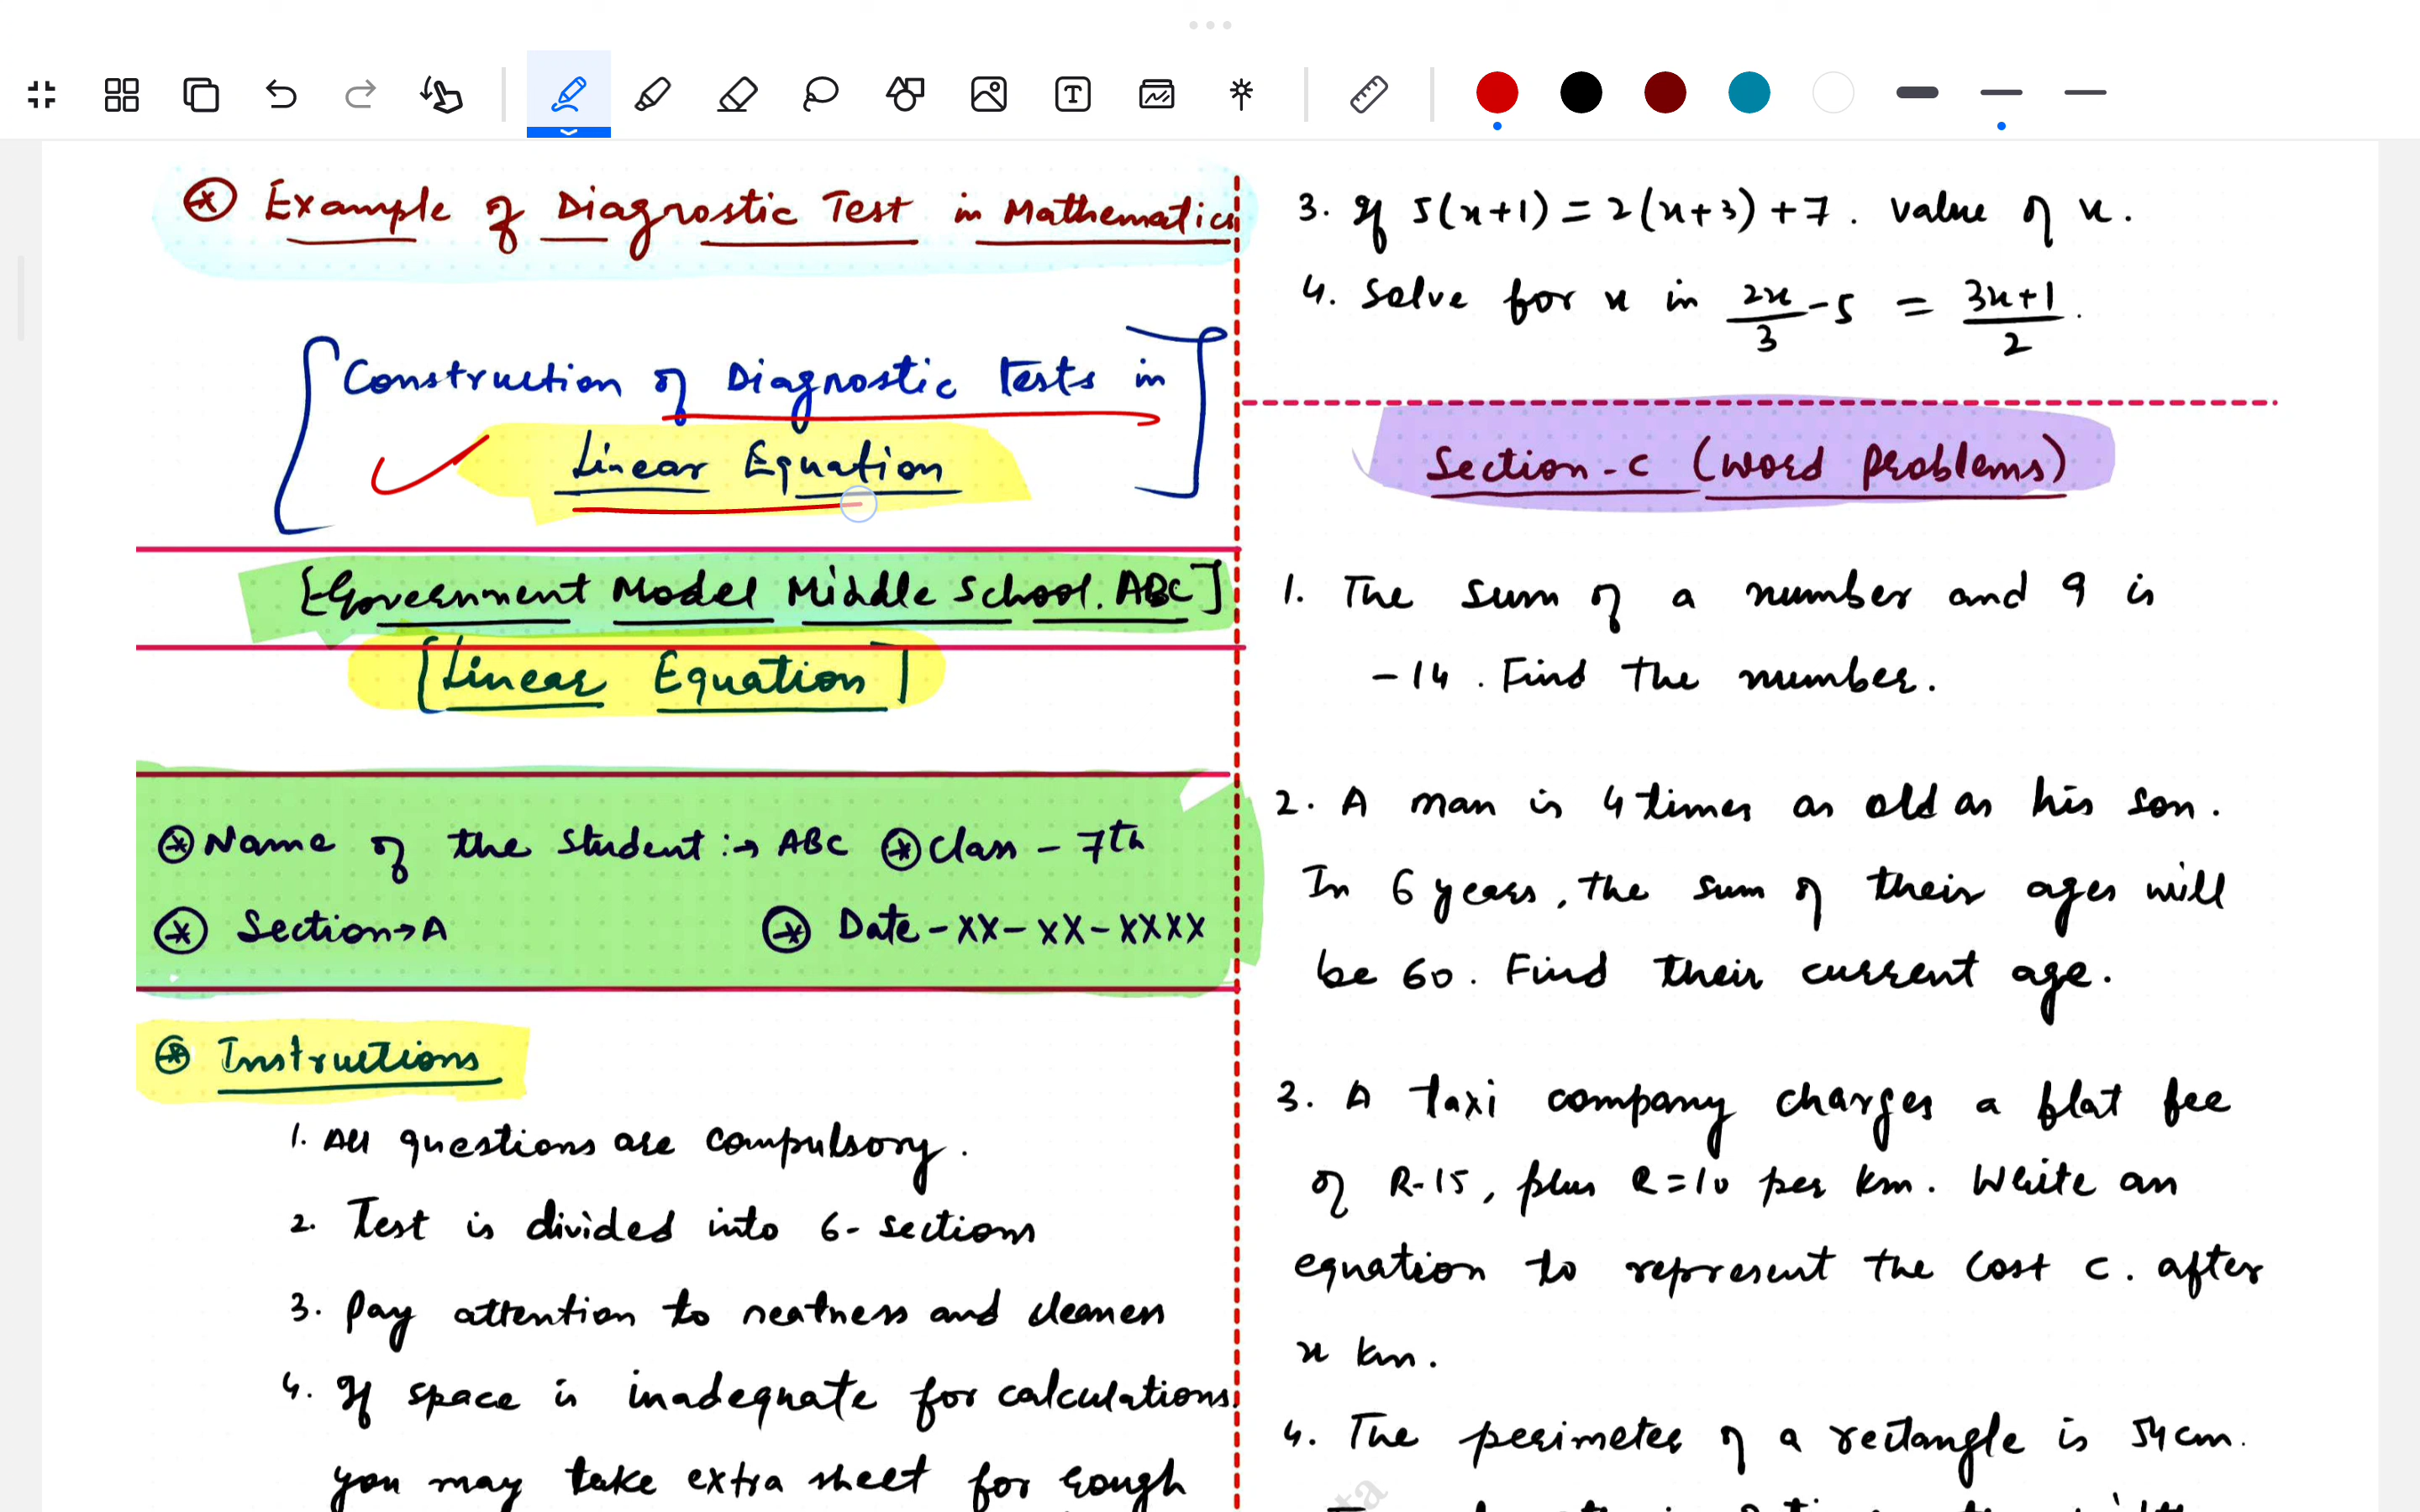 ⊛ Example of Diagnostic Test in Mathematics
[Construction of Diagnostic Tests in
Linear Equation]
[Government Model Middle School. ABC]
[Linear Equation]
⊛ Name of the Student :→ ABC ⊛ Class - 7th
⊛ Section → A ⊛ Date - XX - XX - XXXX
⊛ Instructions
1. All questions are compulsory.
2. Test is divided into 6 - sections
3. Pay attention to neatness and
4. If space is inadequate for calculations.
you may take extra sheet for rough
3. If 5(x+1) = 2(x+3) + 7. value of x.
4. Solve for x in 2x/3 - 5 = 3x+1/2.
Section - C (Word Problems)
1. The sum of a number and 9 is
-14. Find the number.
2. A man is 4 times as old as his son.
In 6 years, the sum of their ages will
be 60. Find their current age.
3. A taxi company charges a flat fee
of R-15, plus R=10 per km. Write an
equation to represent the cost C. after
x km.
4. The perimeter of a rectangle is 54 cm.